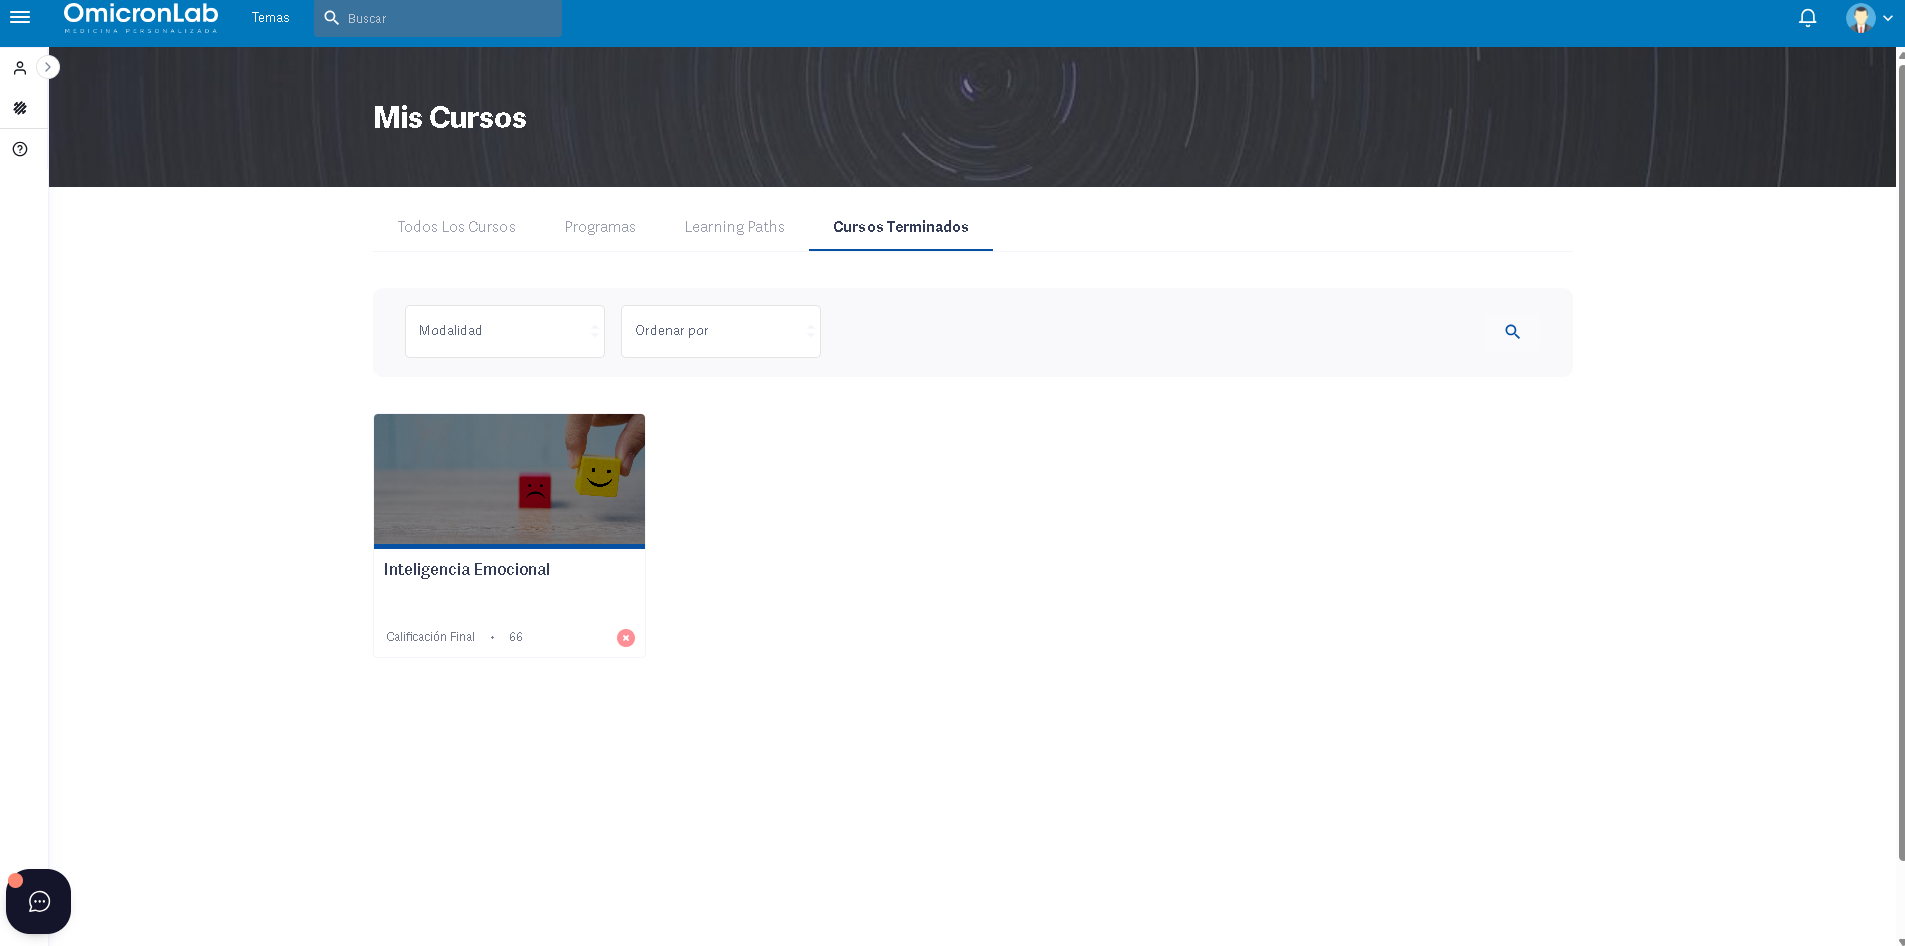 OmicronLab
MEDICINA PERSONALIZADA
Temas
Buscar
Mis Cursos
Todos Los Cursos
Programas
Learning Paths
Cursos Terminados
Modalidad
Ordenar por
Inteligencia Emocional
Calificación Final • 66